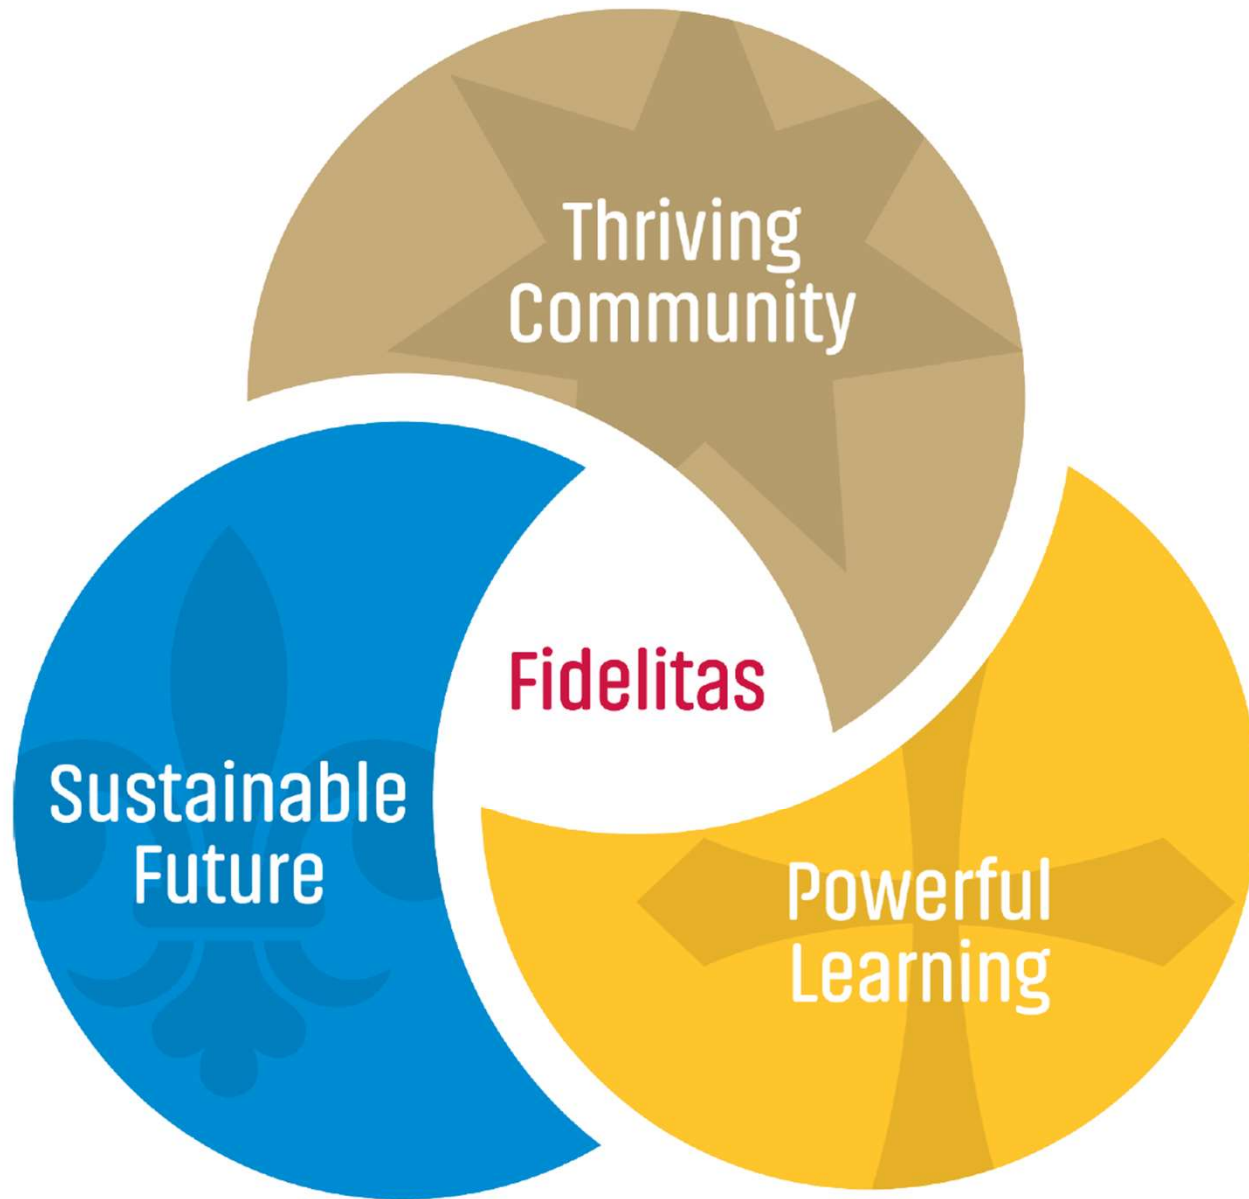 Thriving
Community
Fidelitas
Sustainable
Future
Powerful
Learning